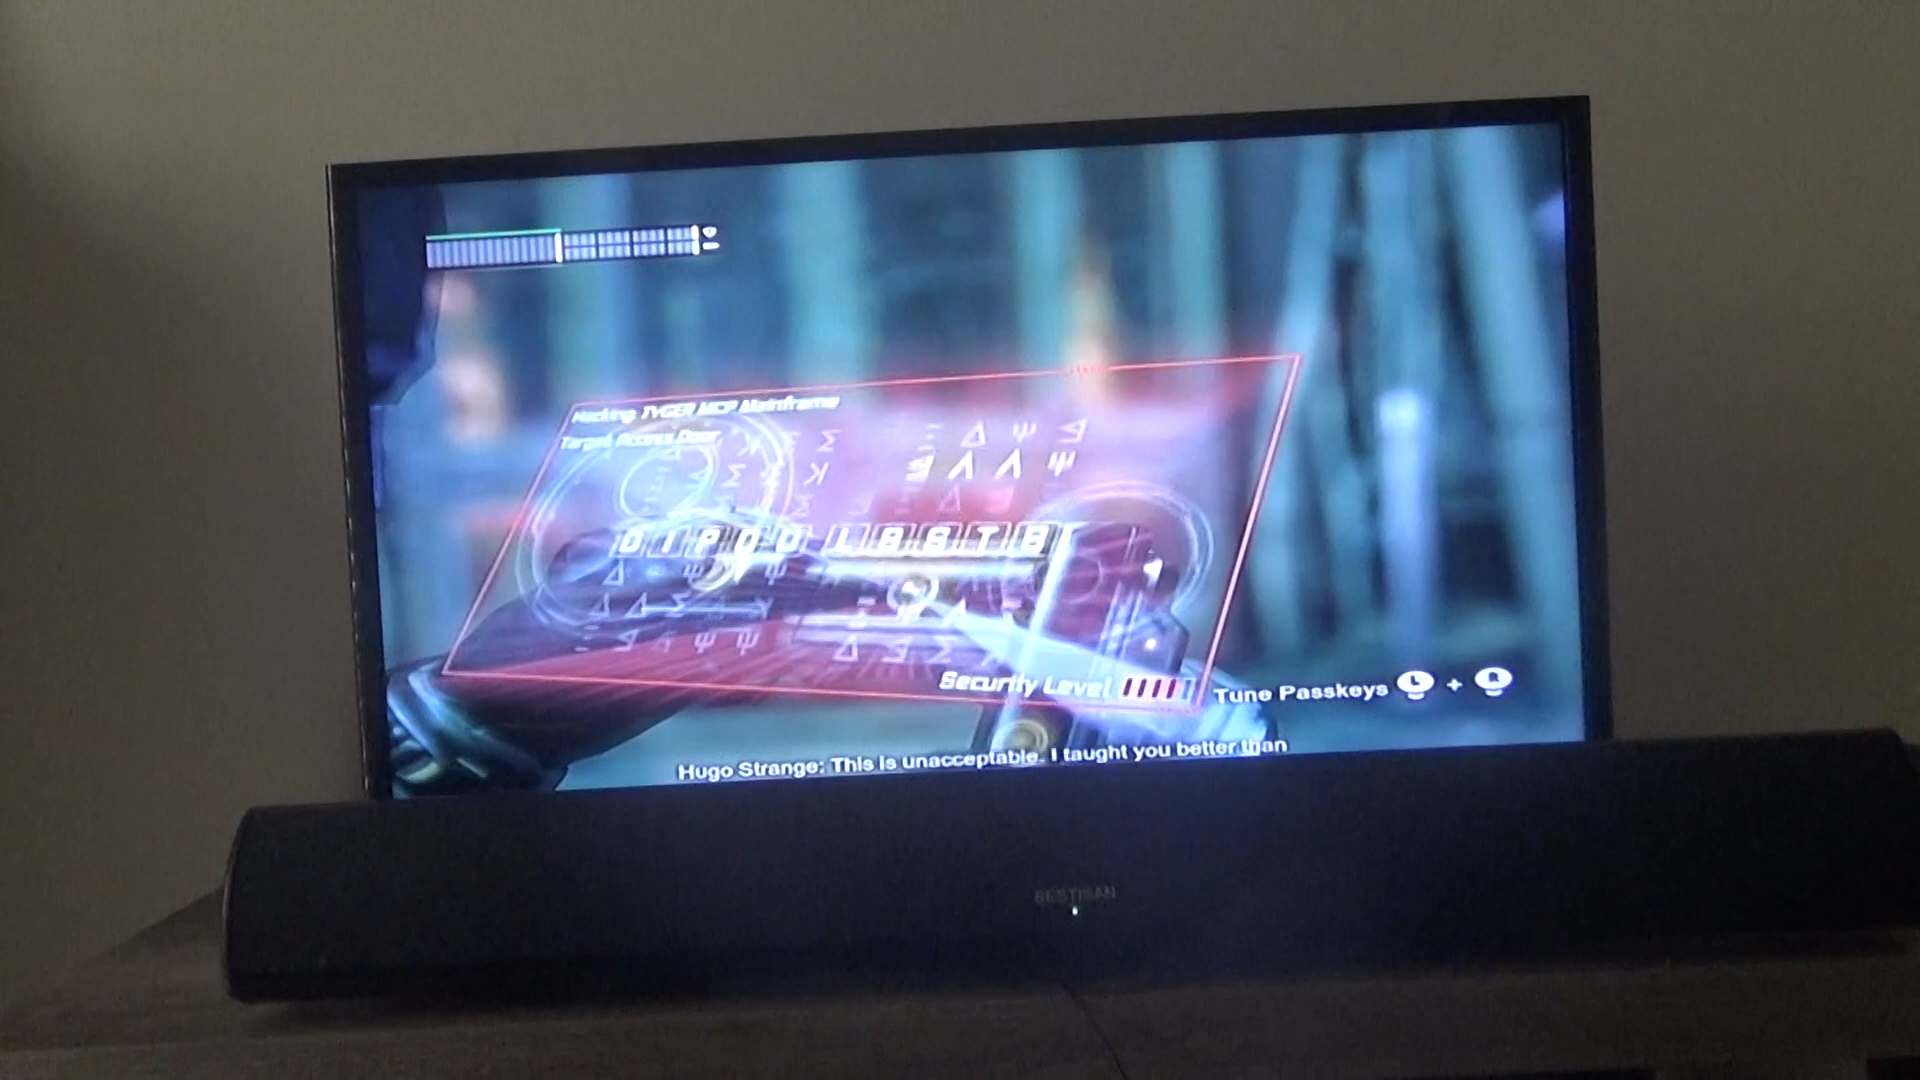 Hacking: TYGER MCP Mainframe
Target: Access Door
Security Level
Tune Passkeys L + R
Hugo Strange: This is unacceptable. I taught you better than
BESTISAN